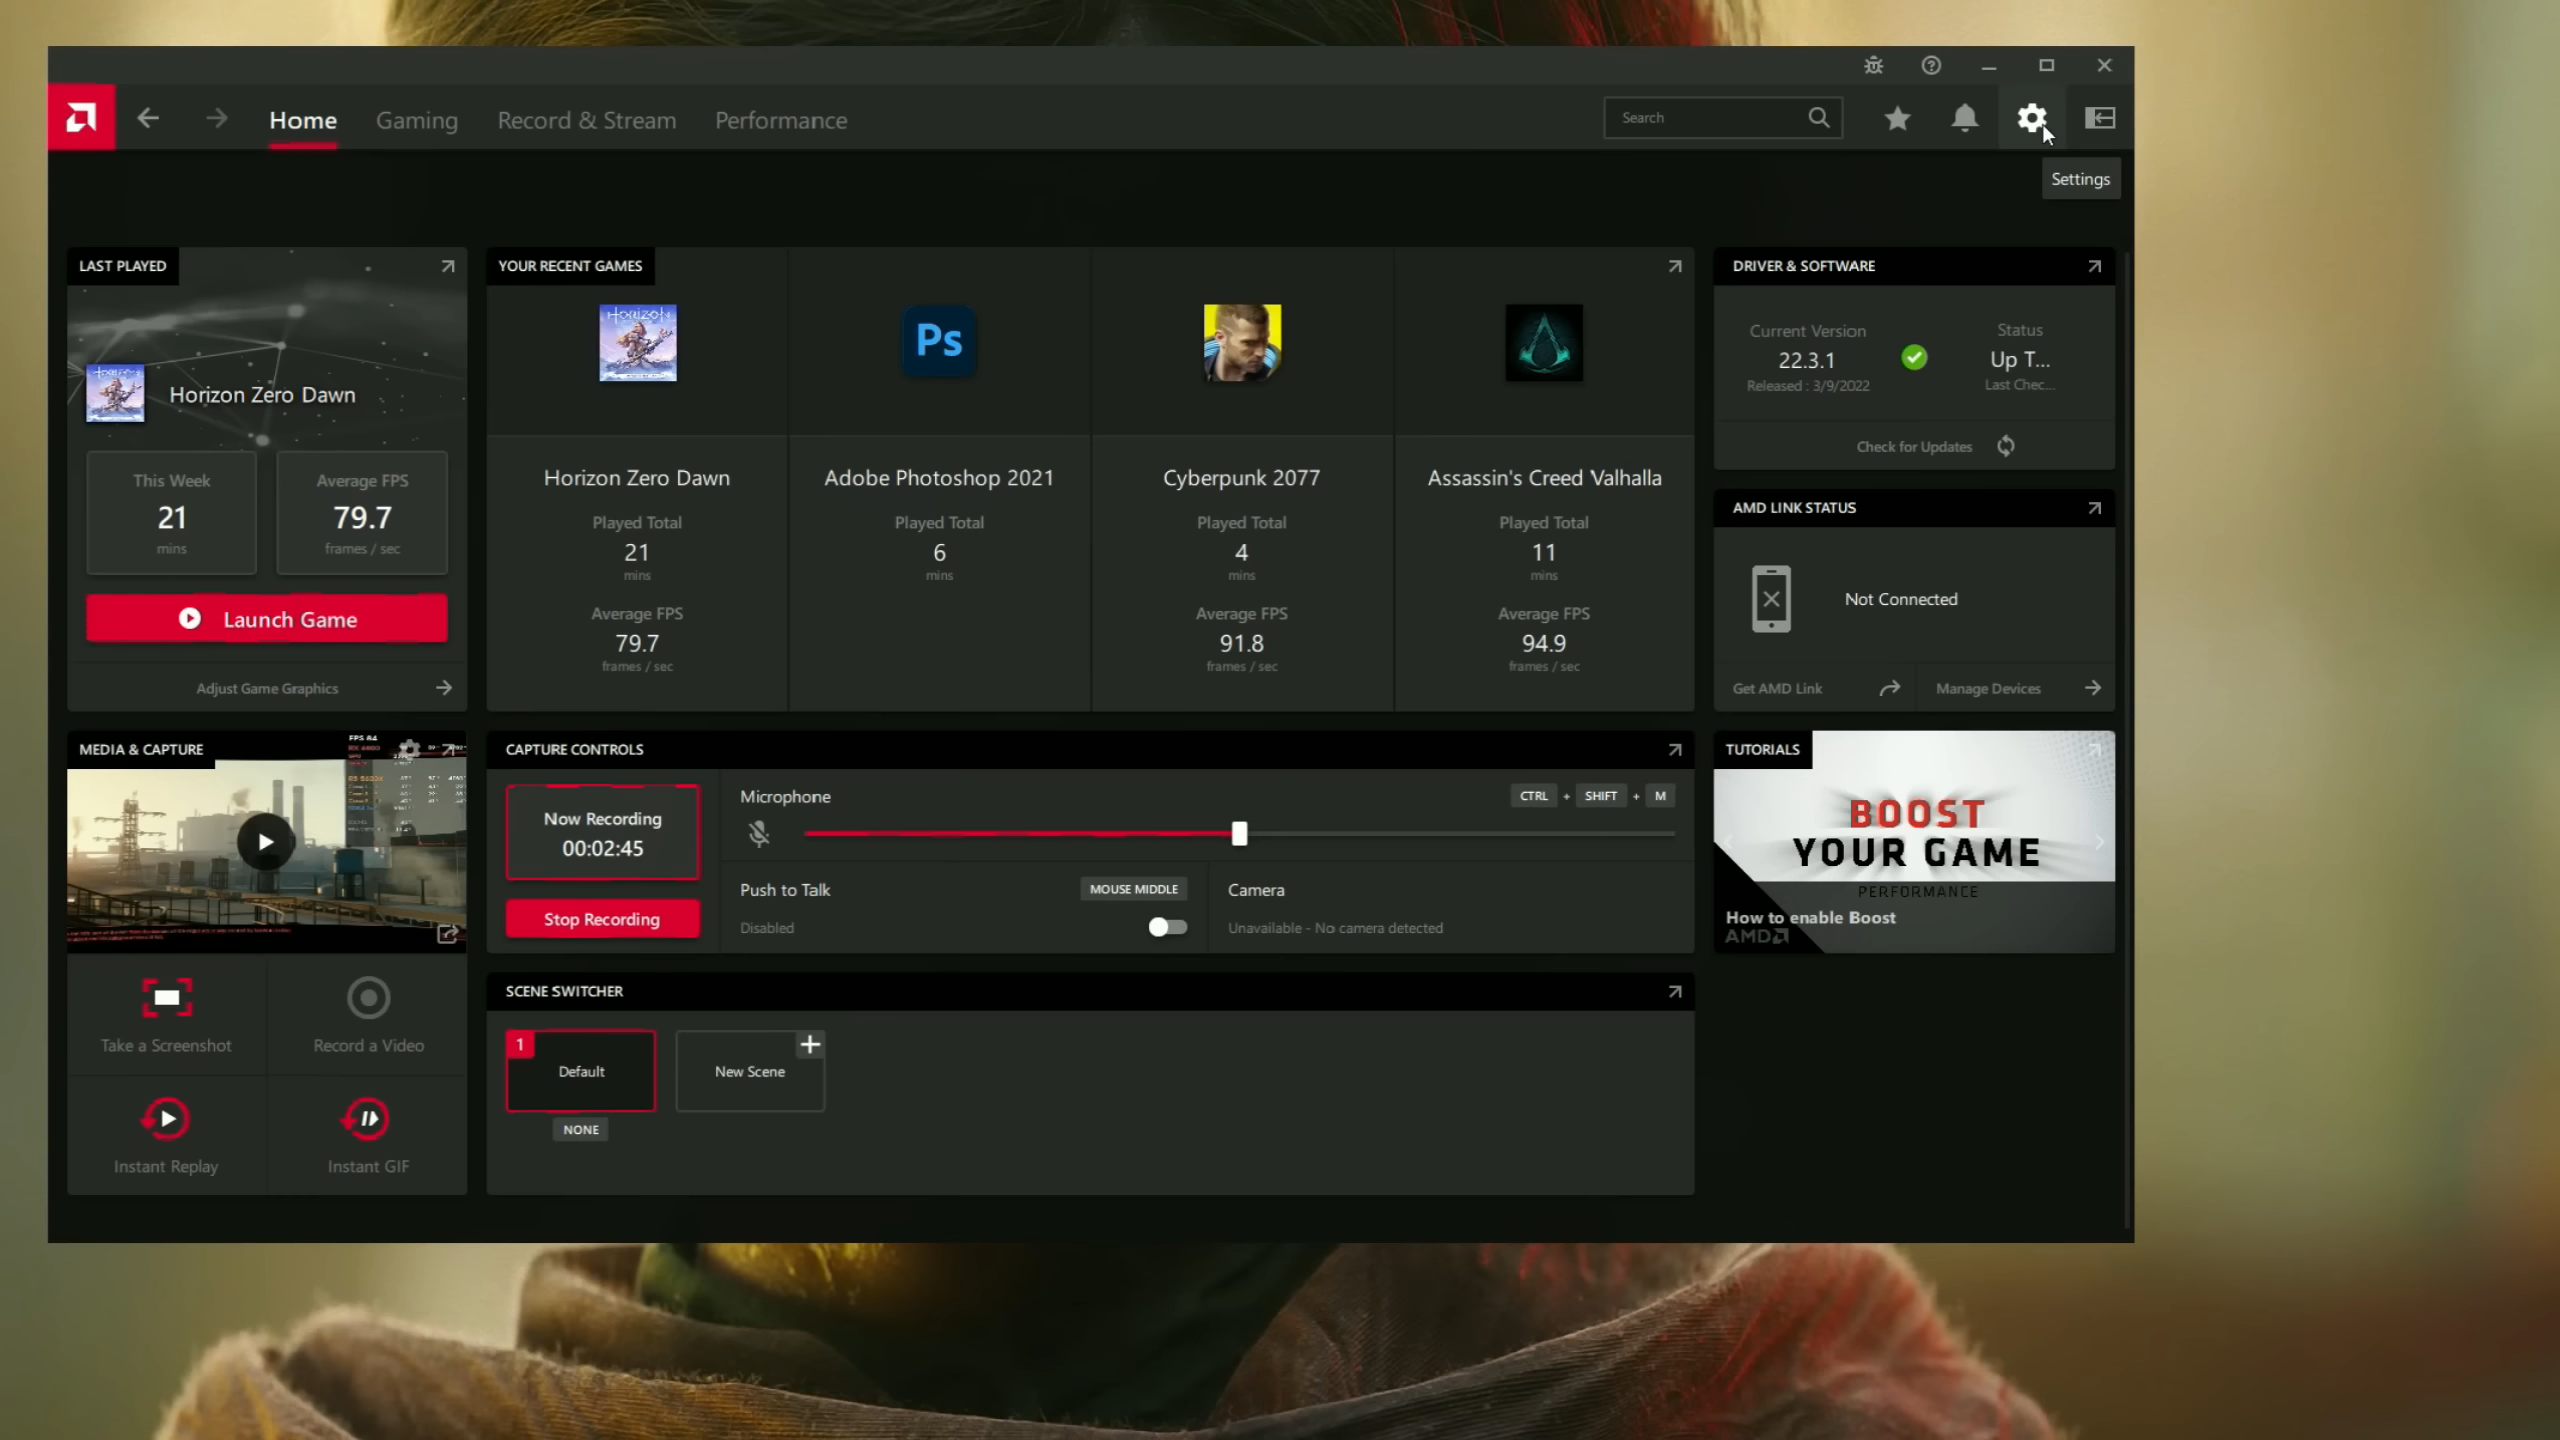 Home
Gaming
Record & Stream
Performance
Search
Settings
LAST PLAYED
Horizon Zero Dawn
This Week
21
mins
Average FPS
79.7
frames / sec
Launch Game
Adjust Game Graphics
YOUR RECENT GAMES
HORIZON
Ps
Horizon Zero Dawn
Played Total
21
mins
Average FPS
79.7
frames / sec
Adobe Photoshop 2021
Played Total
6
mins
Cyberpunk 2077
Played Total
4
mins
Average FPS
91.8
frames / sec
Assassin's Creed Valhalla
Played Total
11
mins
Average FPS
94.9
frames / sec
DRIVER & SOFTWARE
Current Version
22.3.1
Released : 3/9/2022
Status
Up T...
Last Chec...
Check for Updates
AMD LINK STATUS
Not Connected
Get AMD Link
Manage Devices
MEDIA & CAPTURE
FPS 84
Take a Screenshot
Record a Video
Instant Replay
Instant GIF
CAPTURE CONTROLS
Now Recording
00:02:45
Stop Recording
Microphone
CTRL + SHIFT + M
Push to Talk
MOUSE MIDDLE
Disabled
Camera
Unavailable - No camera detected
SCENE SWITCHER
1
Default
NONE
New Scene
TUTORIALS
BOOST
YOUR GAME
PERFORMANCE
How to enable Boost
AMD